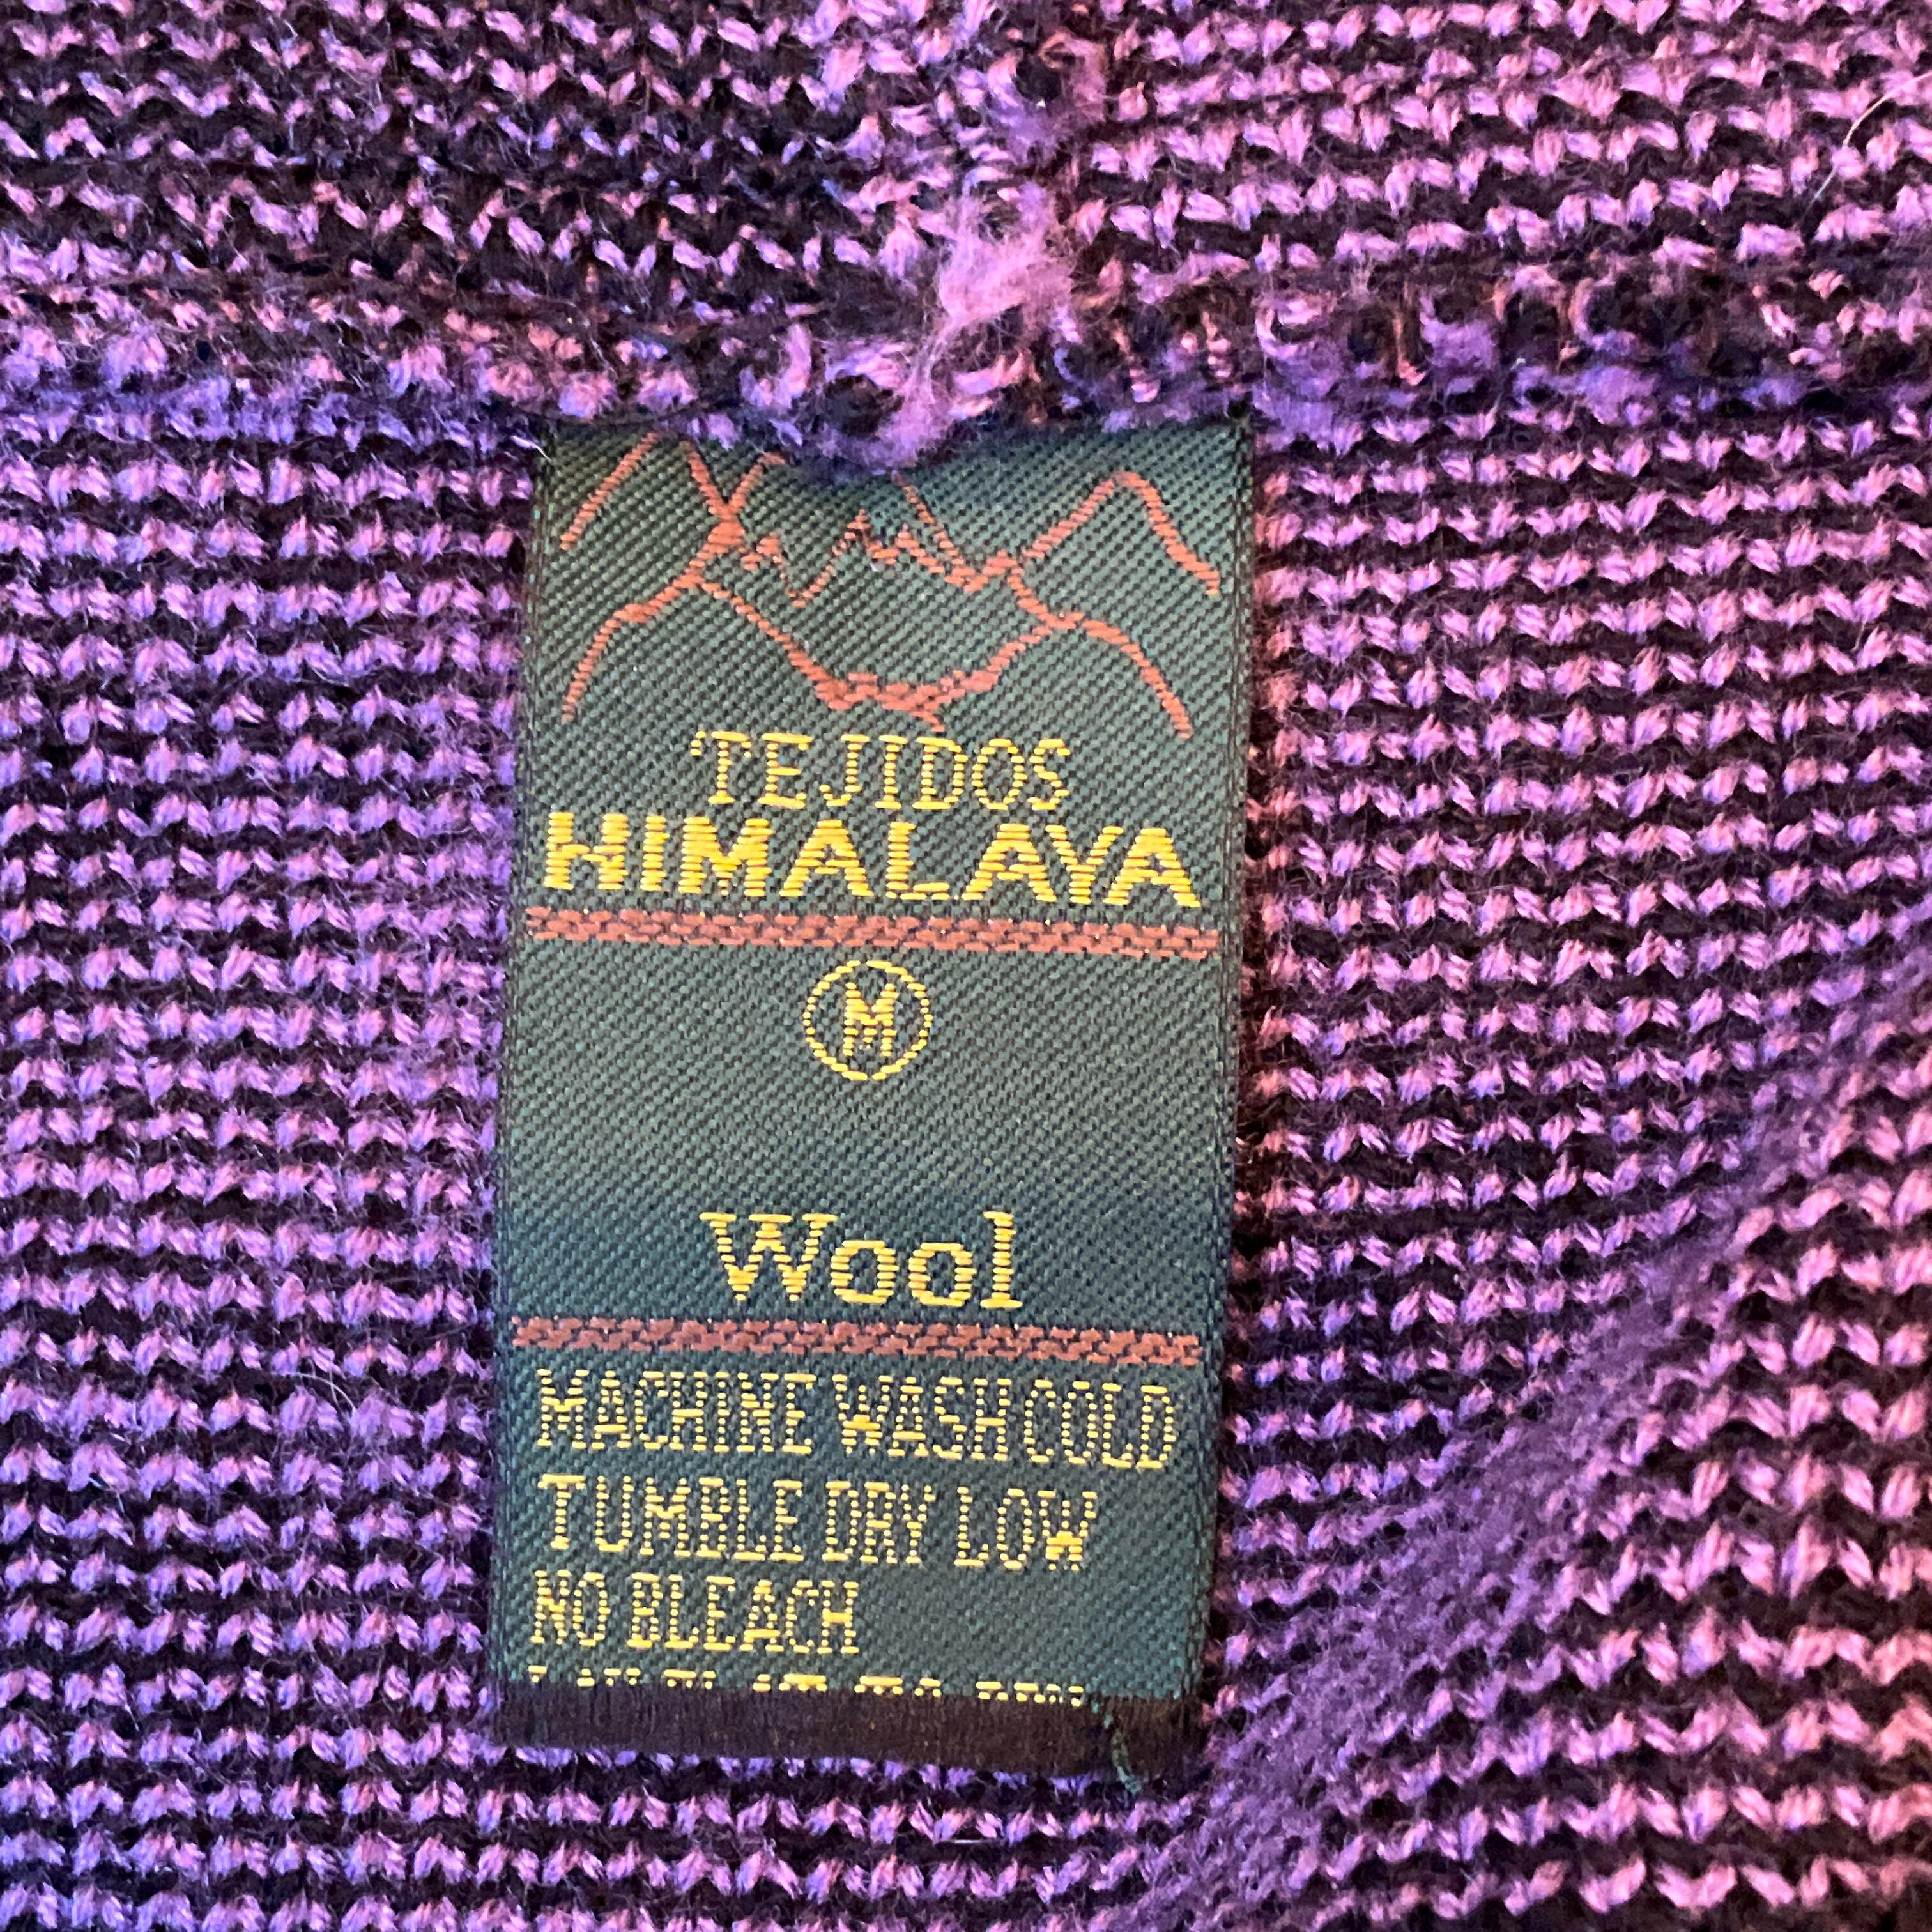 TEJIDOS
HIMALAYA
M
Wool
MACHINE WASH COLD
TUMBLE DRY LOW
NO BLEACH